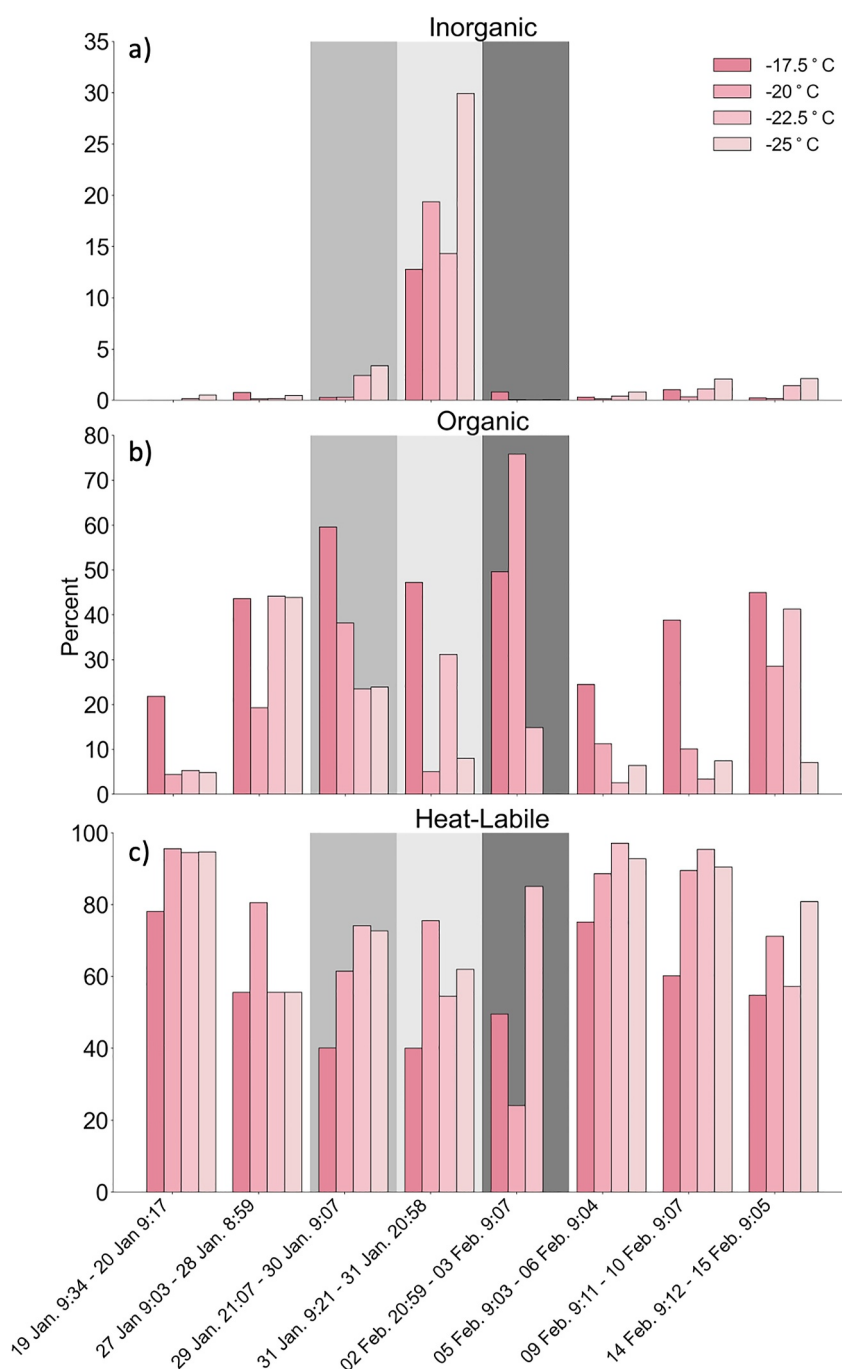 Inorganic
a)
35
30
25
20
15
10
5
0
-17.5°C
-20°C
-22.5°C
-25°C
Organic
b)
80
70
60
50
40
30
20
10
0
Percent
Heat-Labile
c)
100
80
60
40
20
0
19 Jan. 9:34 - 20 Jan 9:17
27 Jan 9:03 - 28 Jan. 8:59
29 Jan. 21:07 - 30 Jan. 9:07
31 Jan. 9:21 - 31 Jan. 20:58
02 Feb. 20:59 - 03 Feb. 9:07
05 Feb. 9:03 - 06 Feb. 9:04
09 Feb. 9:11 - 10 Feb. 9:07
14 Feb. 9:12 - 15 Feb. 9:05